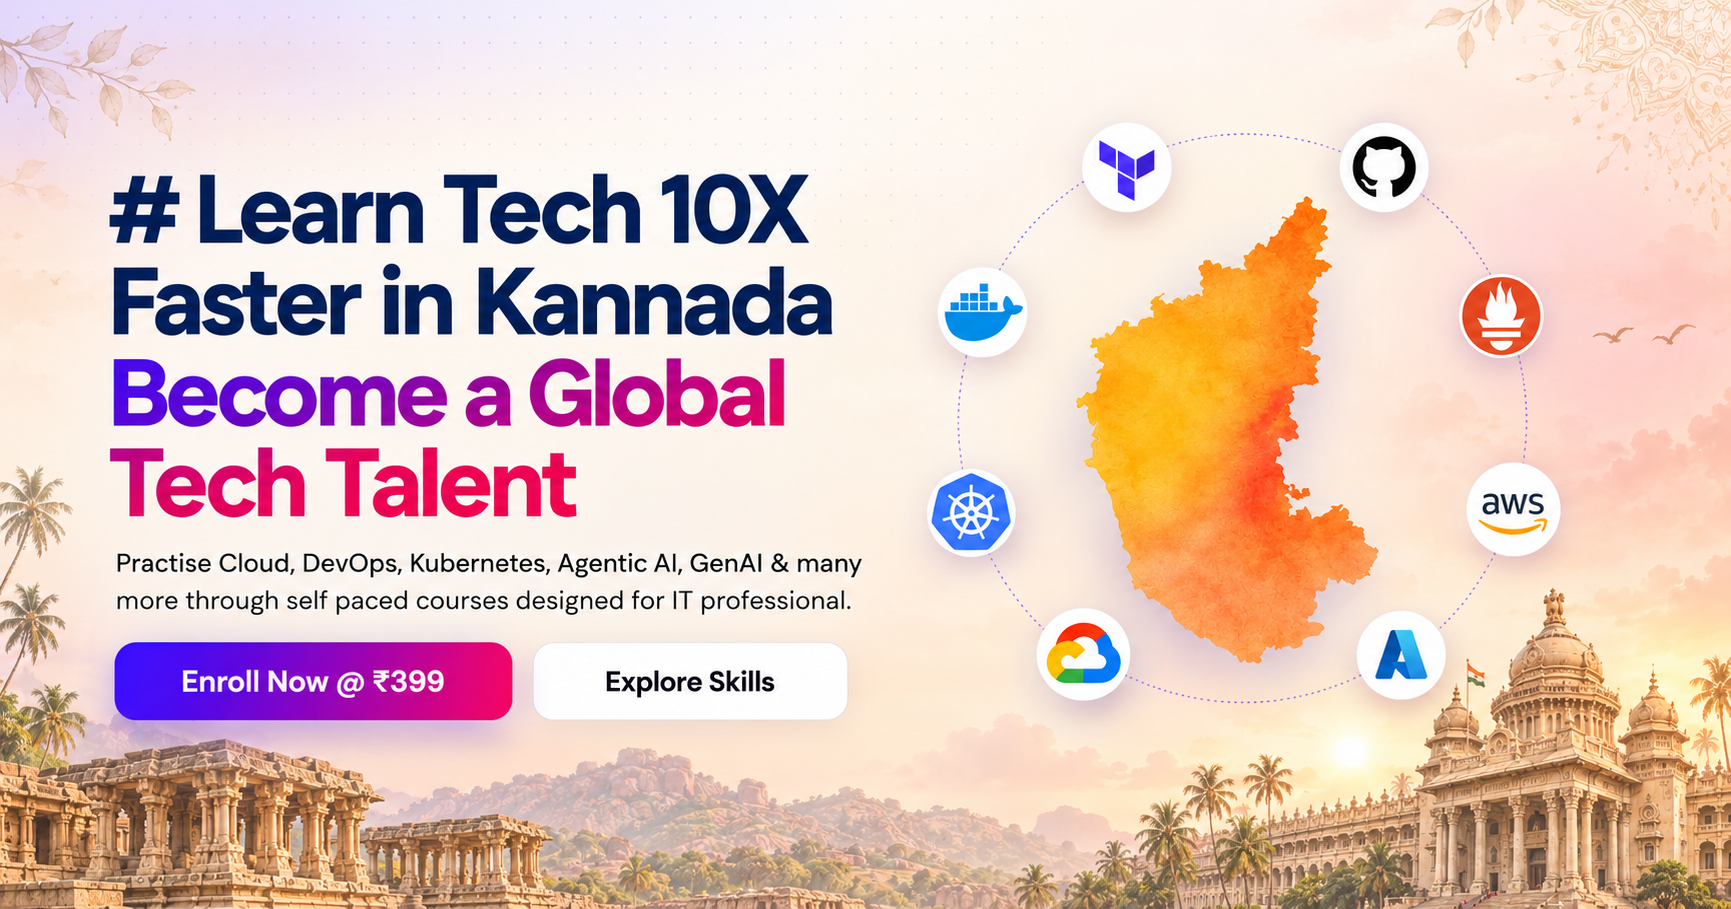 # Learn Tech 10X
Faster in Kannada
Become a Global
Tech Talent
Practise Cloud, DevOps, Kubernetes, Agentic AI, GenAI & many
more through self paced courses designed for IT professional.
Enroll Now @ ₹399
Explore Skills
aws